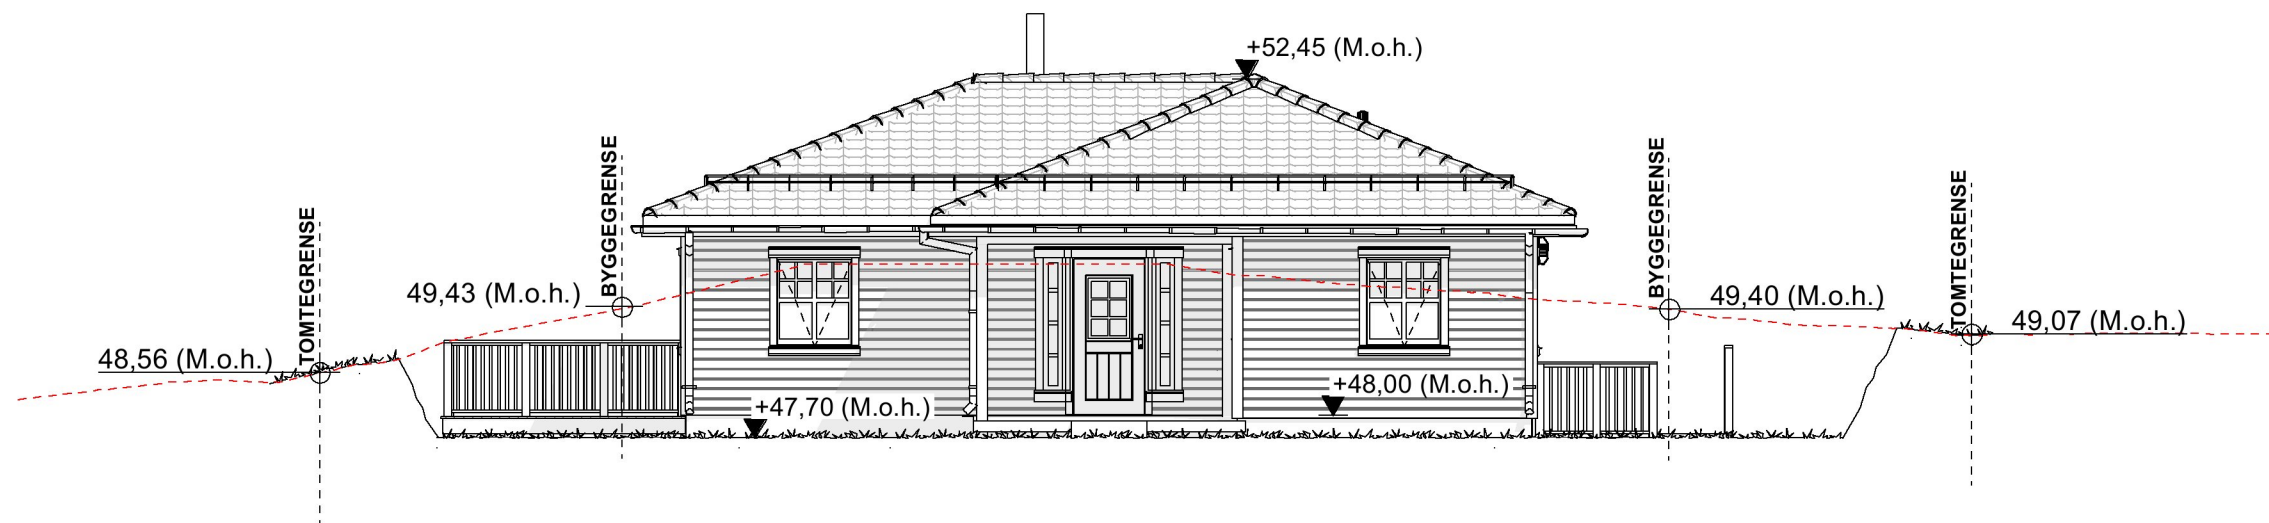 +52,45 (M.o.h.)
BYGGEGRENSE
BYGGEGRENSE
TOMTEGRENSE
TOMTEGRENSE
49,43 (M.o.h.)
49,40 (M.o.h.)
49,07 (M.o.h.)
48,56 (M.o.h.)
+48,00 (M.o.h.)
+47,70 (M.o.h.)